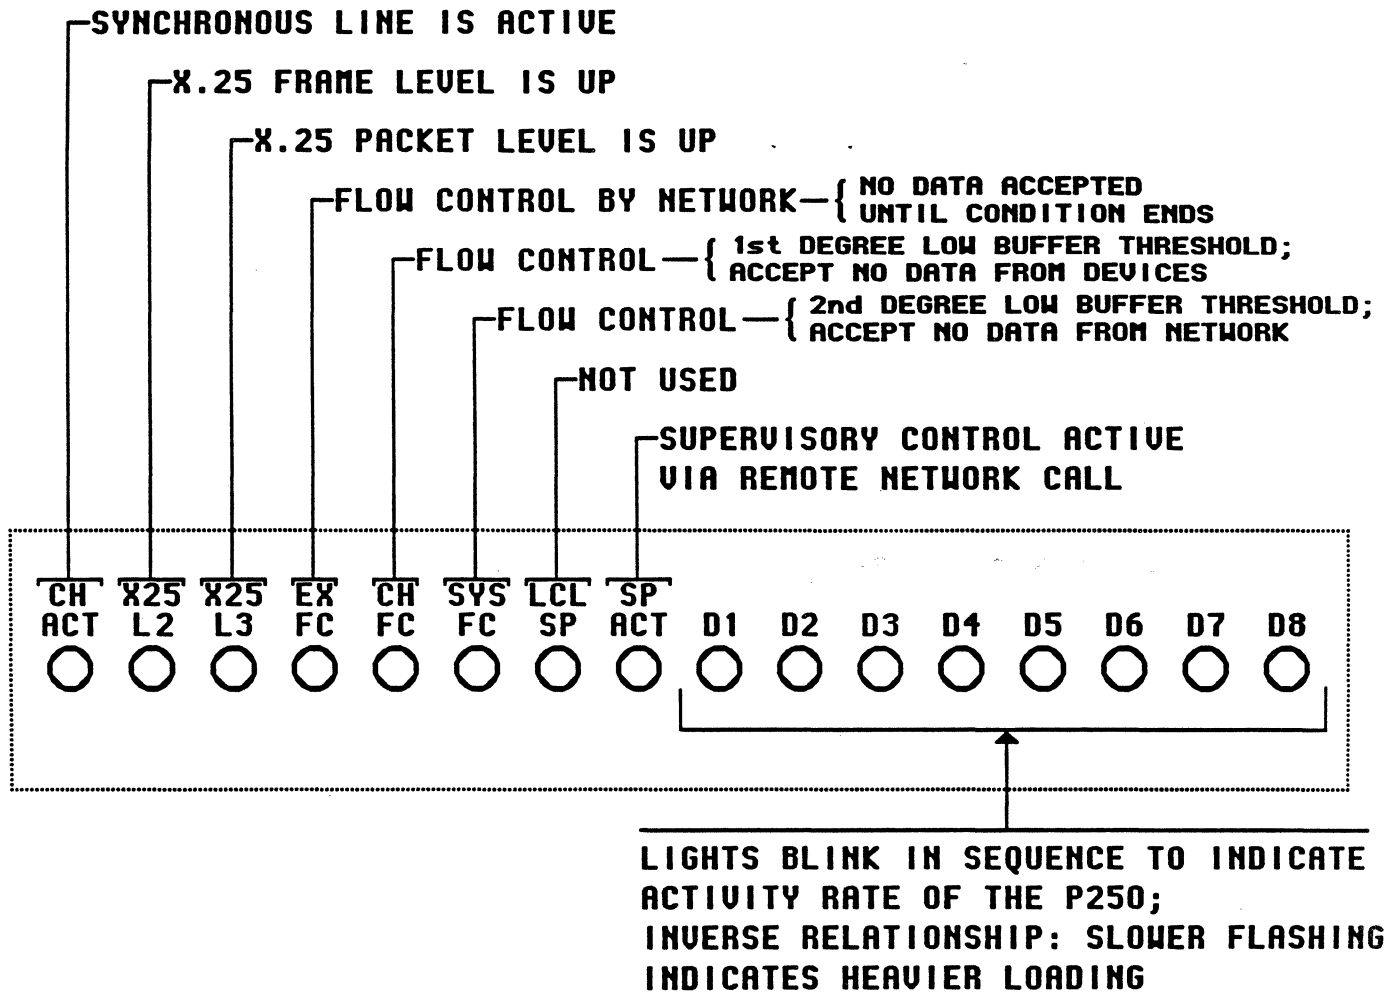 SYNCHRONOUS LINE IS ACTIVE
X.25 FRAME LEVEL IS UP
X.25 PACKET LEVEL IS UP
FLOW CONTROL BY NETWORK { NO DATA ACCEPTED
UNTIL CONDITION ENDS
FLOW CONTROL { 1st DEGREE LOW BUFFER THRESHOLD;
ACCEPT NO DATA FROM DEVICES
FLOW CONTROL { 2nd DEGREE LOW BUFFER THRESHOLD;
ACCEPT NO DATA FROM NETWORK
NOT USED
SUPERVISORY CONTROL ACTIVE
VIA REMOTE NETWORK CALL
CH X25 X25 EX CH SYS LCL SP
ACT L2 L3 FC FC FC SP ACT D1 D2 D3 D4 D5 D6 D7 D8
LIGHTS BLINK IN SEQUENCE TO INDICATE
ACTIVITY RATE OF THE P250;
INVERSE RELATIONSHIP: SLOWER FLASHING
INDICATES HEAVIER LOADING